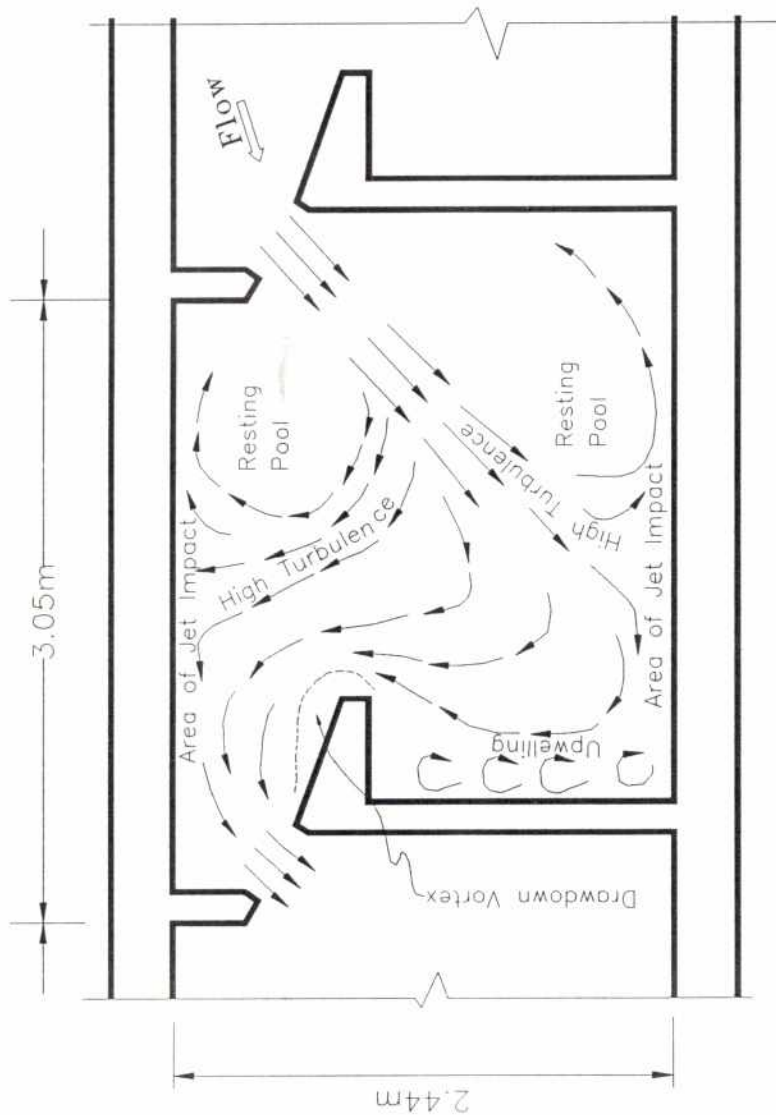 Flow
3.05m
Area of Jet Impact
Resting
Pool
High Turbulence
High Turbulence
Resting
Pool
Area of Jet Impact
Upwelling
Drawdown Vortex
2.44m